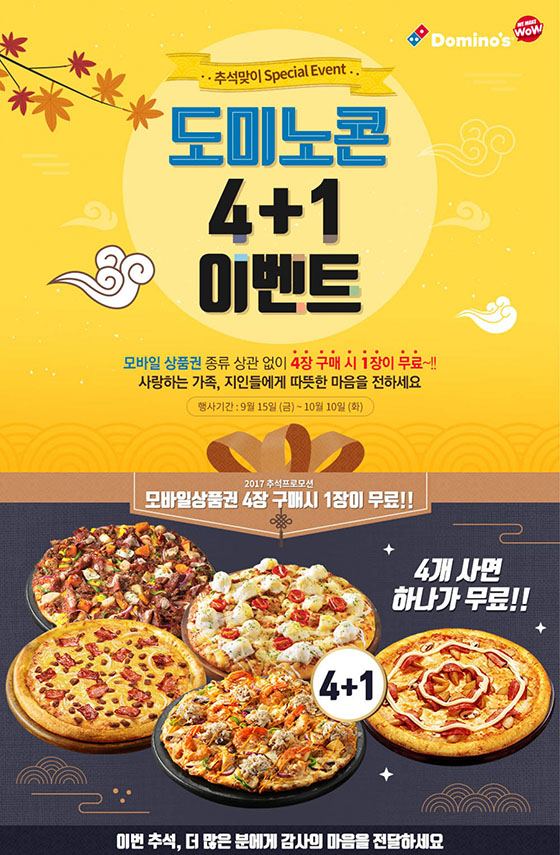 Domino's
WE MAKE
WOW!
추석맞이 Special Event
도미노콘
4+1
이벤트
모바일 상품권 종류 상관 없이 4장 구매 시 1장이 무료~!!
사랑하는 가족, 지인들에게 따뜻한 마음을 전하세요
행사기간 : 9월 15일 (금) ~ 10월 10일 (화)
2017 추석프로모션
모바일상품권 4장 구매시 1장이 무료!!
4개 사면
하나가 무료!!
4+1
이번 추석, 더 많은 분에게 감사의 마음을 전달하세요